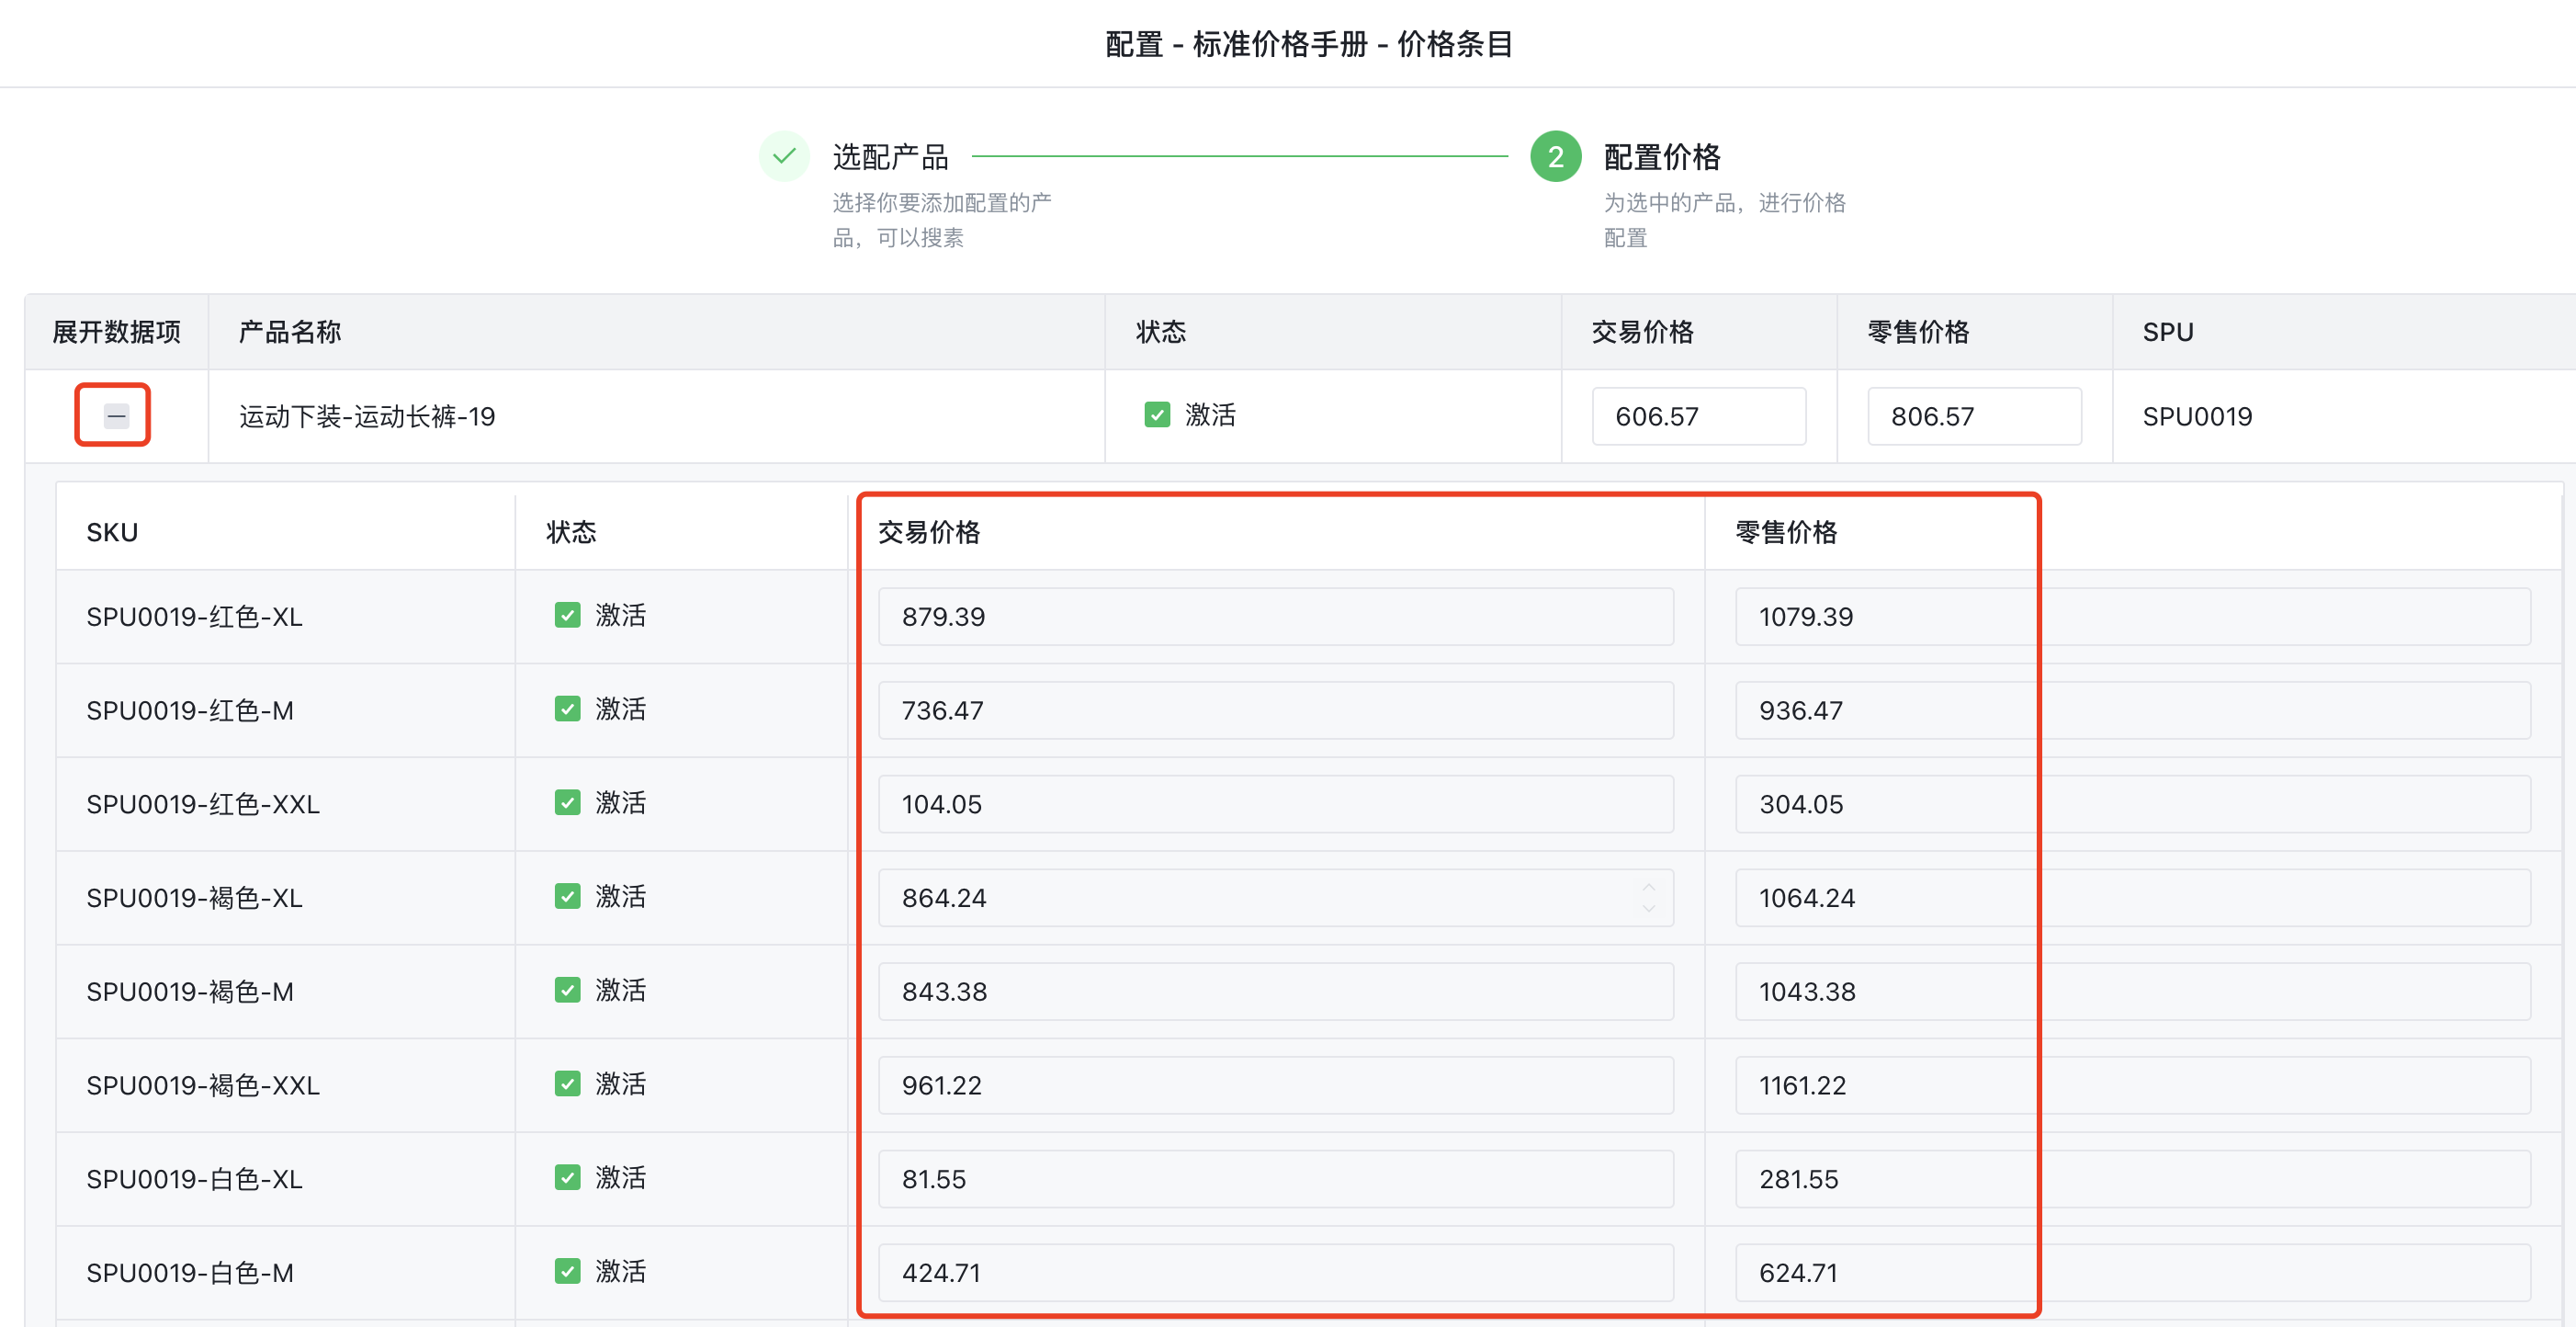 配置 - 标准价格手册 - 价格条目
选配产品
选择你要添加配置的产
品，可以搜素
2
配置价格
为选中的产品，进行价格
配置
展开数据项 产品名称 状态 交易价格 零售价格 SPU
运动下装-运动长裤-19 激活 606.57 806.57 SPU0019
SKU 状态 交易价格 零售价格
SPU0019-红色-XL 激活 879.39 1079.39
SPU0019-红色-M 激活 736.47 936.47
SPU0019-红色-XXL 激活 104.05 304.05
SPU0019-褐色-XL 激活 864.24 1064.24
SPU0019-褐色-M 激活 843.38 1043.38
SPU0019-褐色-XXL 激活 961.22 1161.22
SPU0019-白色-XL 激活 81.55 281.55
SPU0019-白色-M 激活 424.71 624.71